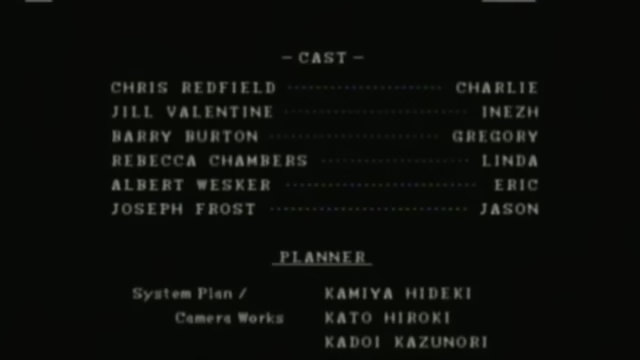 — CAST —
CHRIS REDFIELD ···················· CHARLIE
JILL VALENTINE ························ INEZH
BARRY BURTON ······················ GREGORY
REBECCA CHAMBERS ···················· LINDA
ALBERT WESKER ························· ERIC
JOSEPH FROST ·························· JASON
PLANNER
System Plan / KAMIYA HIDEKI
Camera Works KATO HIROKI
KADOI KAZUNORI